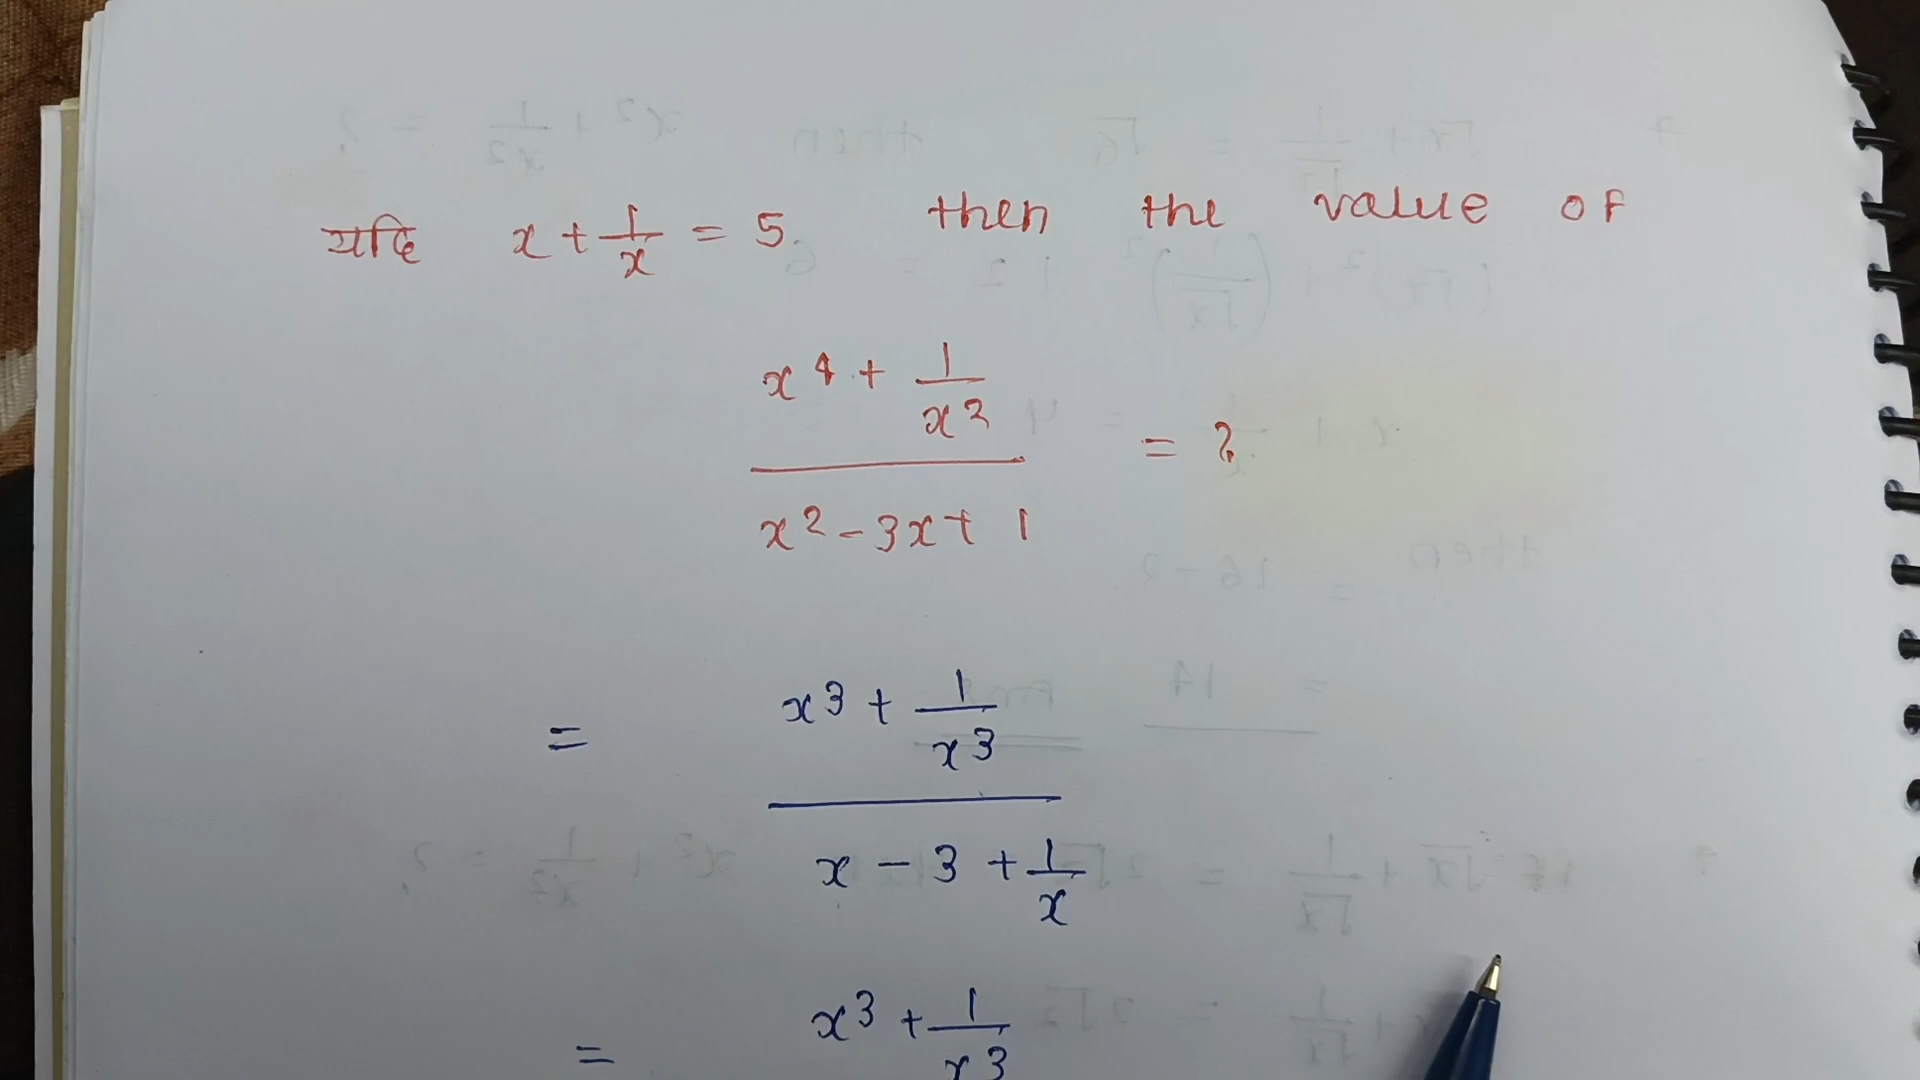 यदि x + 1/x = 5 then the value of
x⁴ + 1/x²
x² - 3x + 1
= ?
= x³ + 1/x³
x - 3 + 1/x
= x³ + 1/x³